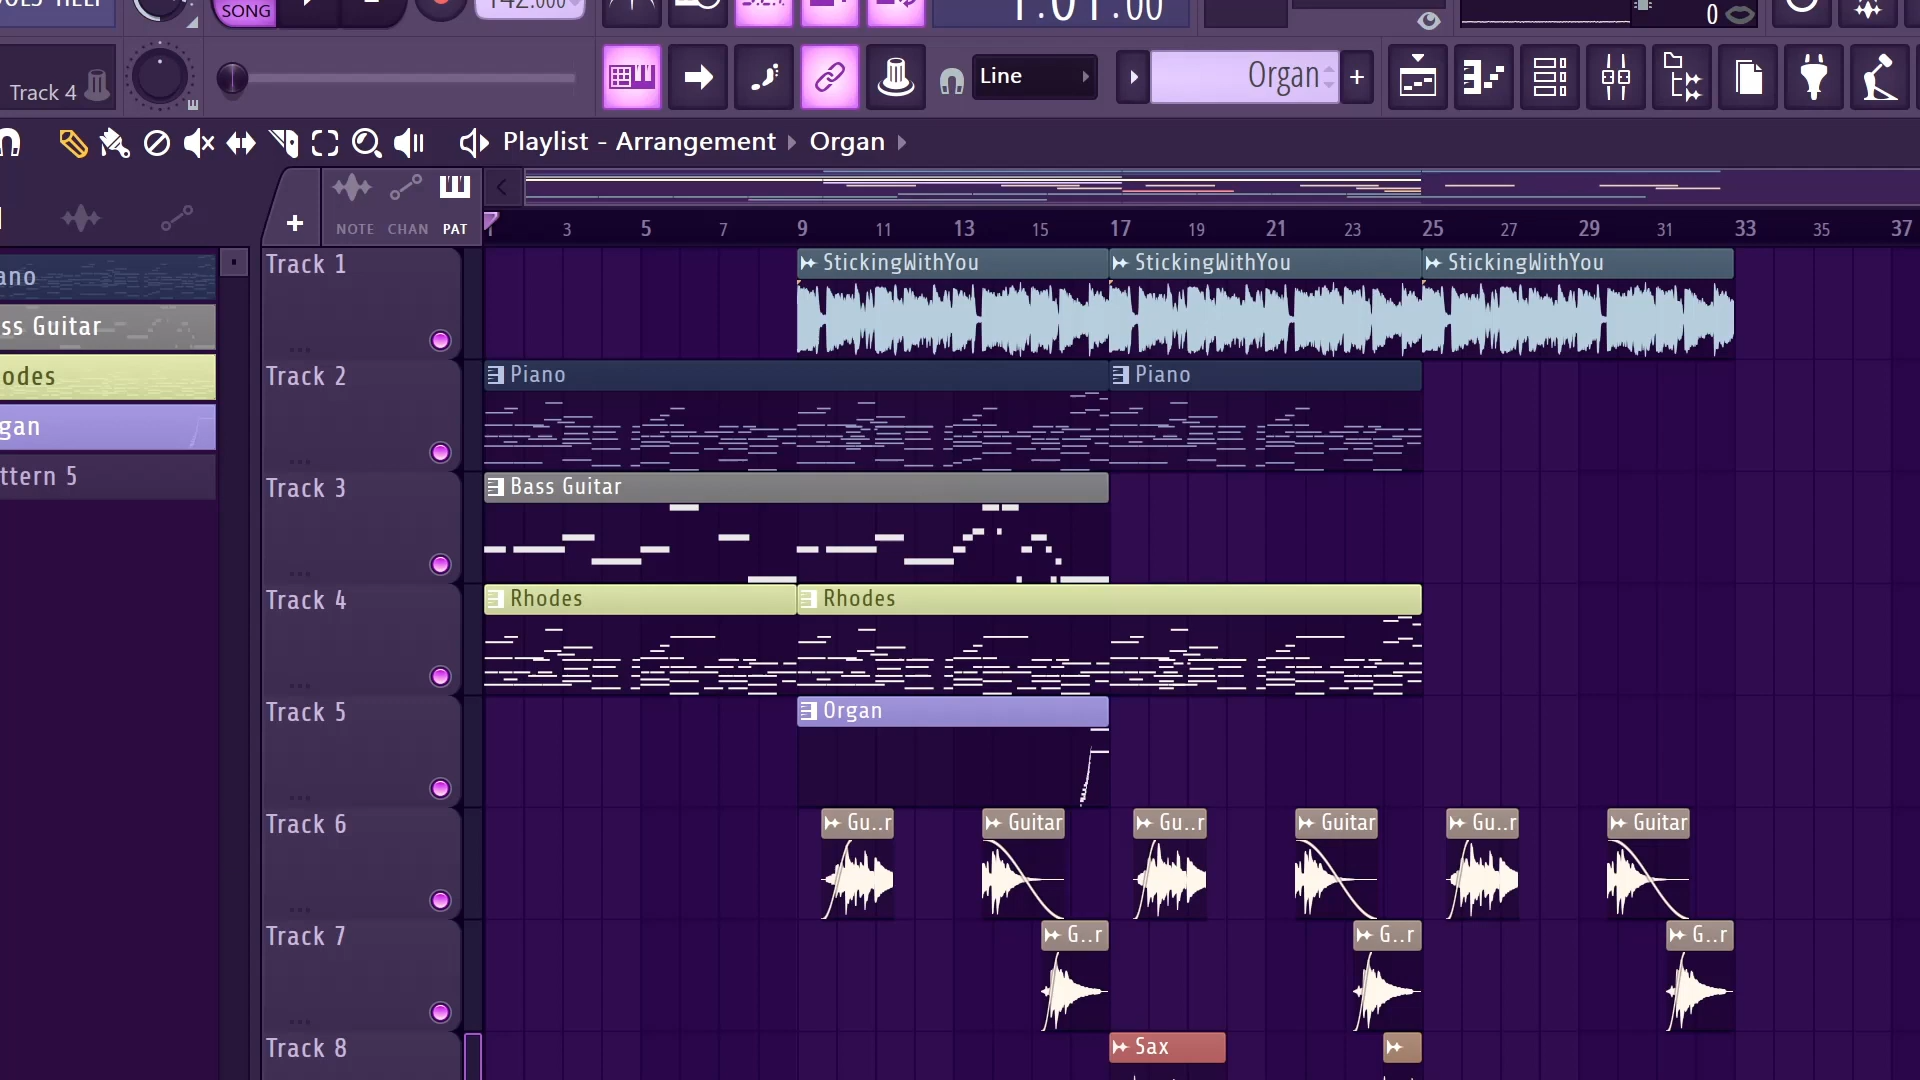 SONG
142.000
1:01:00
0
Track 4
Line
Organ
Playlist - Arrangement
Organ
NOTE CHAN PAT
1 3 5 7 9 11 13 15 17 19 21 23 25 27 29 31 33 35 37
ss Guitar
odes
gan
ttern 5
Track 1
StickingWithYou
StickingWithYou
StickingWithYou
Track 2
Piano
Piano
Track 3
Bass Guitar
Track 4
Rhodes
Rhodes
Track 5
Organ
Track 6
Gu..r
Guitar
Gu..r
Guitar
Gu..r
Guitar
Track 7
G..r
G..r
G..r
Track 8
Sax